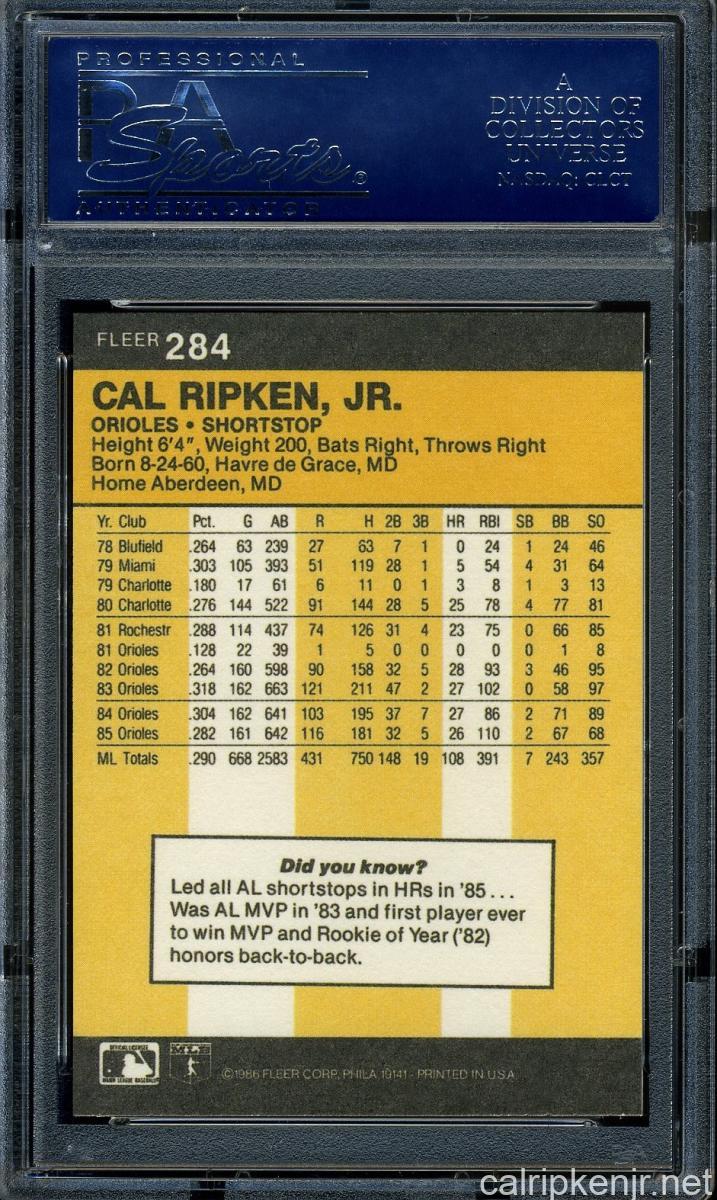 PROFESSIONAL
PSA
Sports®
AUTHENTICATOR
A
DIVISION OF
COLLECTORS
UNIVERSE
NASDAQ: CLCT
FLEER 284
CAL RIPKEN, JR.
ORIOLES • SHORTSTOP
Height 6'4", Weight 200, Bats Right, Throws Right
Born 8-24-60, Havre de Grace, MD
Home Aberdeen, MD
Yr. Club Pct. G AB R H 2B 3B HR RBI SB BB SO
78 Blufield .264 63 239 27 63 7 1 0 24 1 24 46
79 Miami .303 105 393 51 119 28 1 5 54 4 31 64
79 Charlotte .180 17 61 6 11 0 1 3 8 1 3 13
80 Charlotte .276 144 522 91 144 28 5 25 78 4 77 81
81 Rochestr .288 114 437 74 126 31 4 23 75 0 66 85
81 Orioles .128 22 39 1 5 0 0 0 0 0 1 8
82 Orioles .264 160 598 90 158 32 5 28 93 3 46 95
83 Orioles .318 162 663 121 211 47 2 27 102 0 58 97
84 Orioles .304 162 641 103 195 37 7 27 86 2 71 89
85 Orioles .282 161 642 116 181 32 5 26 110 2 67 68
ML Totals .290 668 2583 431 750 148 19 108 391 7 243 357
Did you know?
Led all AL shortstops in HRs in '85...
Was AL MVP in '83 and first player ever
to win MVP and Rookie of Year ('82)
honors back-to-back.
OFFICIAL LICENSEE
MAJOR LEAGUE BASEBALL
©1986 FLEER CORP., PHILA 19141 - PRINTED IN U.S.A.
calripkenjr.net